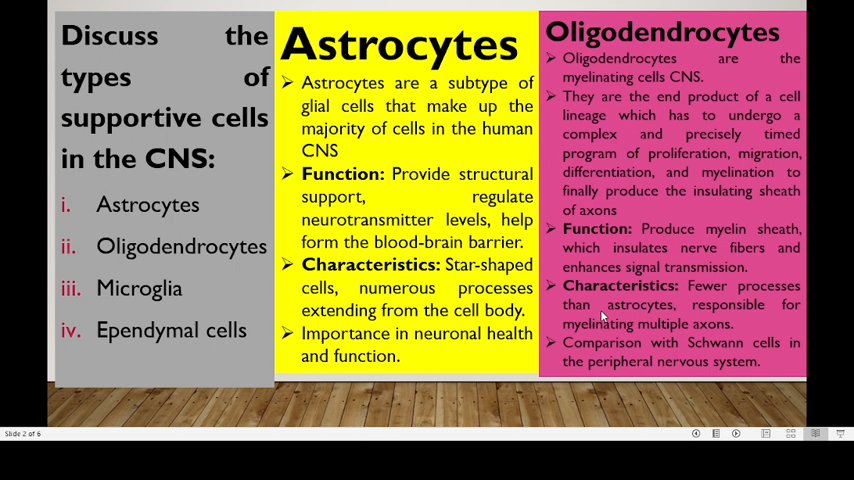 Discuss the
types of
supportive cells
in the CNS:
i. Astrocytes
ii. Oligodendrocytes
iii. Microglia
iv. Ependymal cells
Astrocytes
➢ Astrocytes are a subtype of
glial cells that make up the
majority of cells in the human
CNS
➢ Function: Provide structural
support, regulate
neurotransmitter levels, help
form the blood-brain barrier.
➢ Characteristics: Star-shaped
cells, numerous processes
extending from the cell body.
➢ Importance in neuronal health
and function.
Oligodendrocytes
➢ Oligodendrocytes are the
myelinating cells CNS.
➢ They are the end product of a cell
lineage which has to undergo a
complex and precisely timed
program of proliferation, migration,
differentiation, and myelination to
finally produce the insulating sheath
of axons
➢ Function: Produce myelin sheath,
which insulates nerve fibers and
enhances signal transmission.
➢ Characteristics: Fewer processes
than astrocytes, responsible for
myelinating multiple axons.
➢ Comparison with Schwann cells in
the peripheral nervous system.
Slide 2 of 6